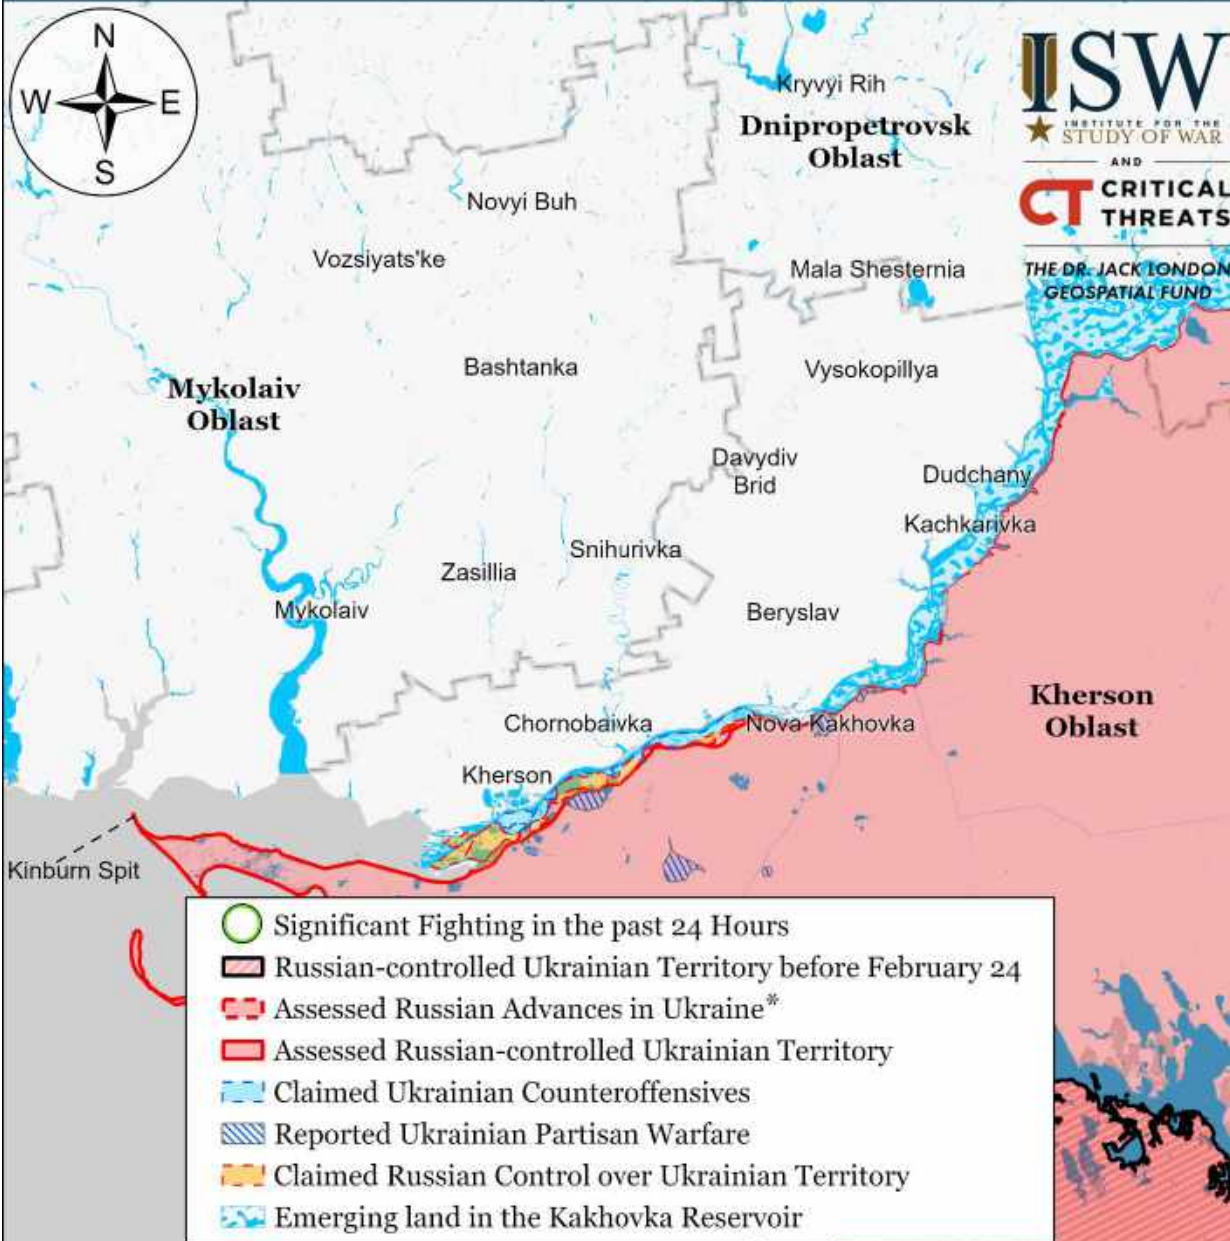 N
W E
S
ISW
INSTITUTE FOR THE
STUDY OF WAR
AND
CT CRITICAL
THREATS
THE DR. JACK LONDON
GEOSPATIAL FUND
Kryvyi Rih
Dnipropetrovsk
Oblast
Novyi Buh
Vozsiyats'ke
Mala Shesternia
Bashtanka
Vysokopillya
Mykolaiv
Oblast
Davydiv
Brid
Dudchany
Kachkarivka
Snihurivka
Zasillia
Mykolaiv
Beryslav
Kherson
Oblast
Chornobaivka
Nova Kakhovka
Kherson
Kinburn Spit
Significant Fighting in the past 24 Hours
Russian-controlled Ukrainian Territory before February 24
Assessed Russian Advances in Ukraine*
Assessed Russian-controlled Ukrainian Territory
Claimed Ukrainian Counteroffensives
Reported Ukrainian Partisan Warfare
Claimed Russian Control over Ukrainian Territory
Emerging land in the Kakhovka Reservoir